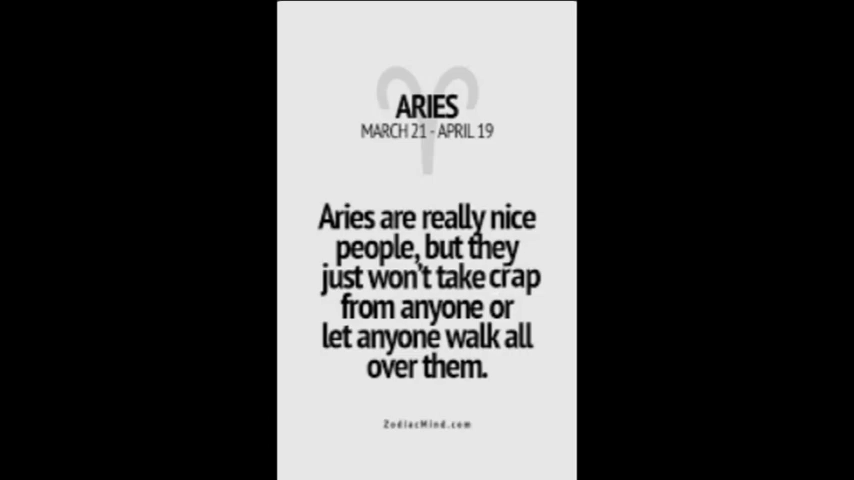 ARIES
MARCH 21 - APRIL 19
Aries are really nice
people, but they
just won't take crap
from anyone or
let anyone walk all
over them.
ZodiacMind.com